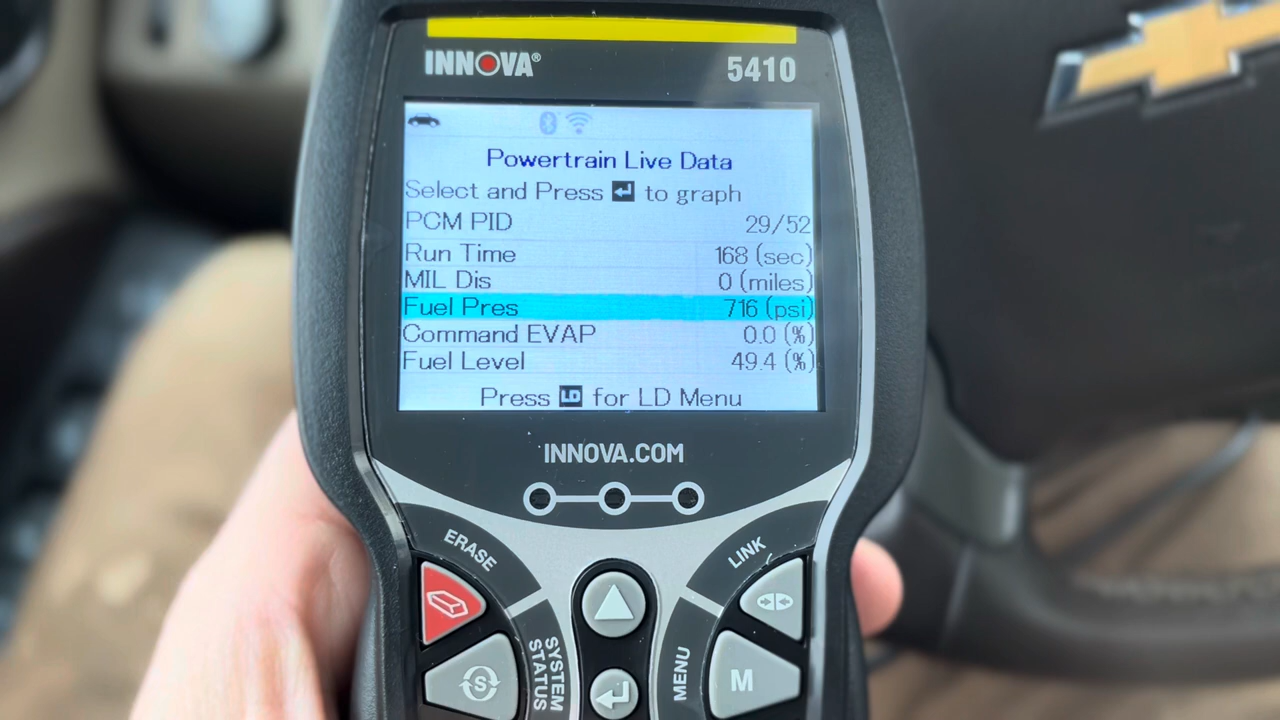 INNOVA® 5410
Powertrain Live Data
Select and Press to graph
PCM PID 29/52
Run Time 168 (sec)
MIL Dis 0 (miles)
Fuel Pres 716 (psi)
Command EVAP 0.0 (%)
Fuel Level 49.4 (%)
Press LD for LD Menu
INNOVA.COM
ERASE
LINK
SYSTEM
STATUS
S
MENU
M